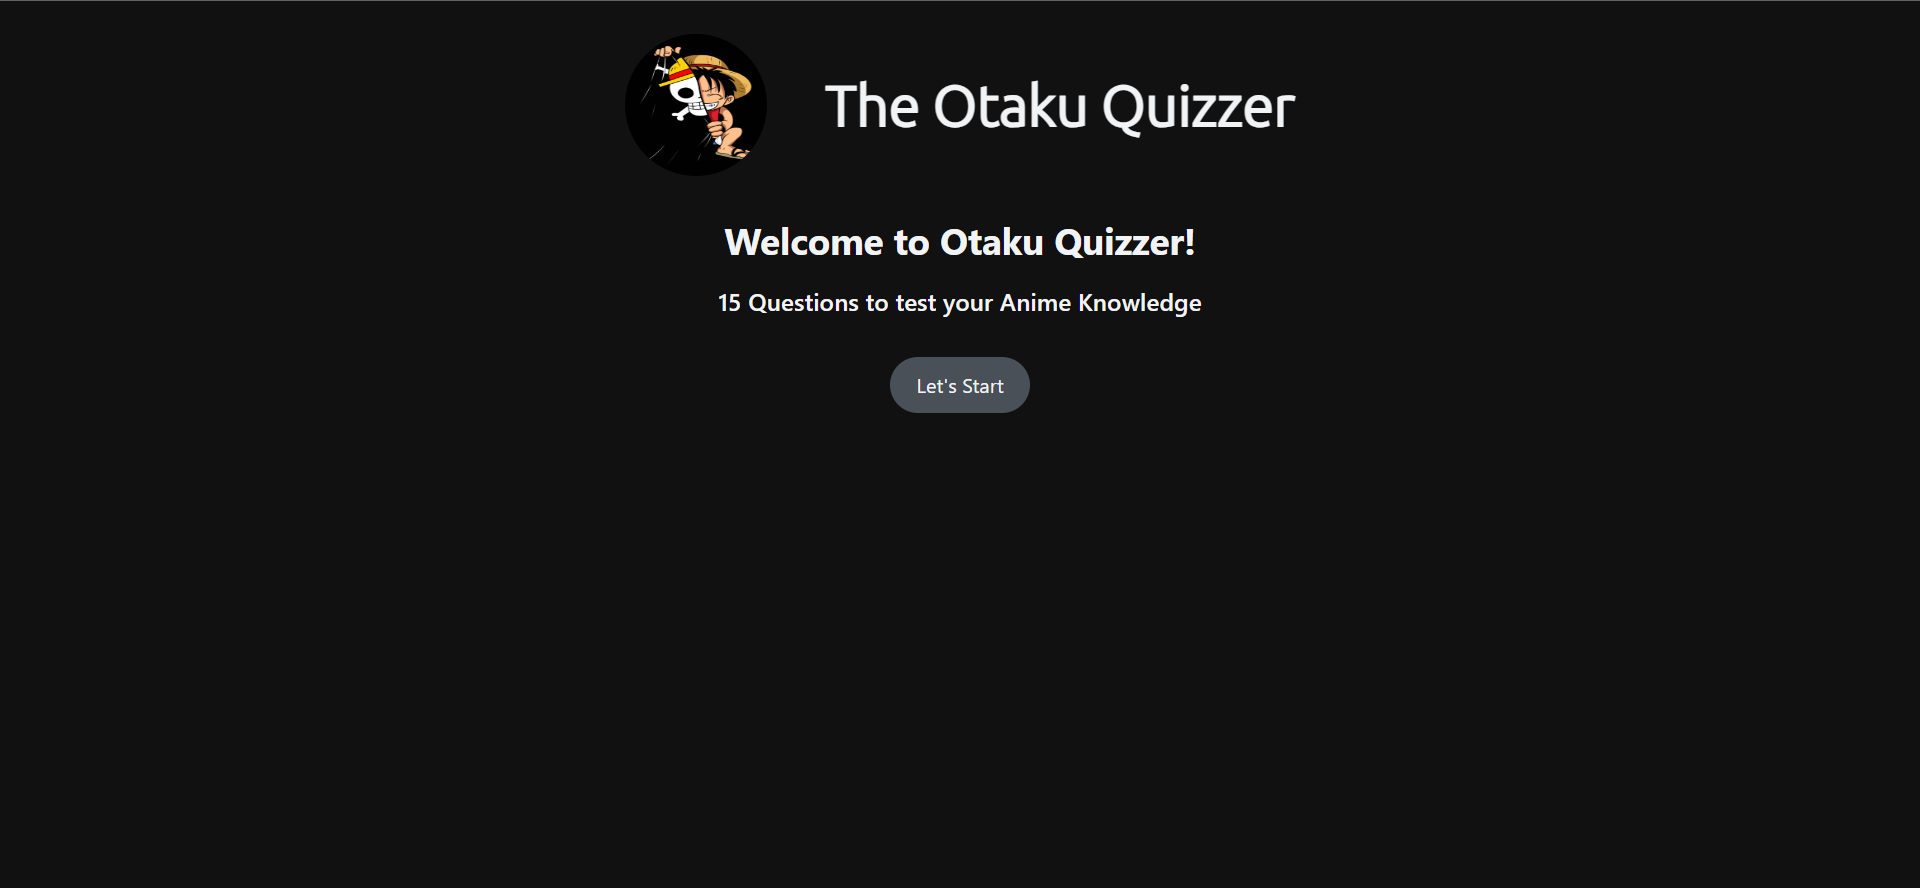 The Otaku Quizzer
Welcome to Otaku Quizzer!
15 Questions to test your Anime Knowledge
Let's Start